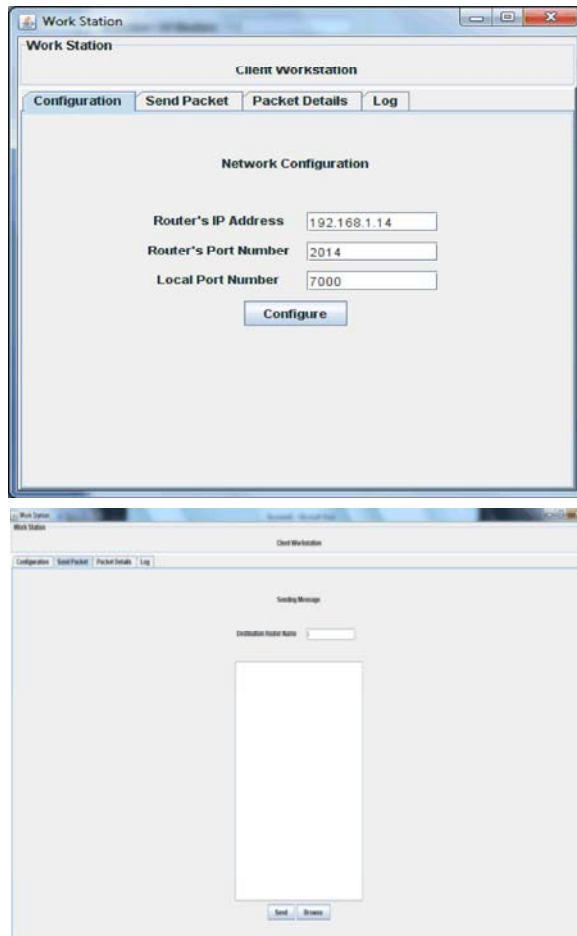 Work Station
Work Station
Client Workstation
Configuration Send Packet Packet Details Log
Network Configuration
Router's IP Address 192.168.1.14
Router's Port Number 2014
Local Port Number 7000
Configure
Work Station
Work Station
Client Workstation
Configuration Send Packet Packet Details Log
Sending Message
Destination Router Name
Send Browse